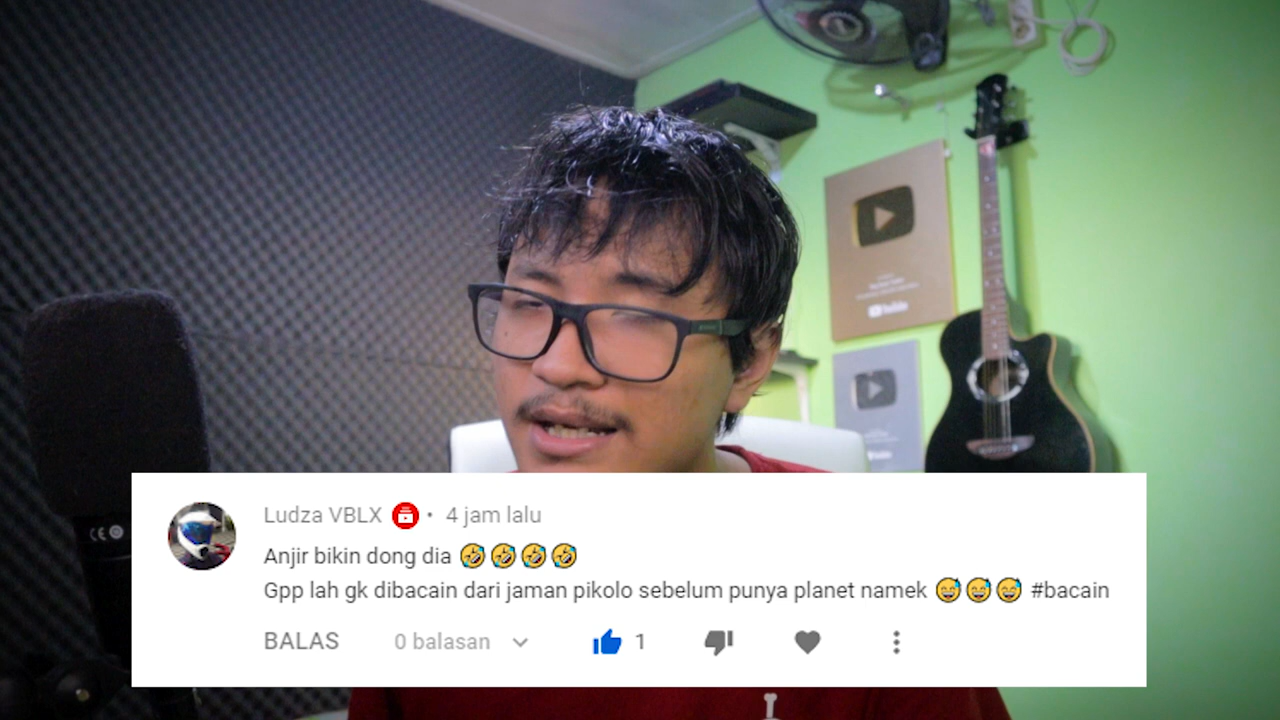 YouTube
Ludza VBLX • 4 jam lalu
Anjir bikin dong dia 🤣🤣🤣🤣
Gpp lah gk dibacain dari jaman pikolo sebelum punya planet namek 😅😅😅 #bacain
BALAS 0 balasan 1